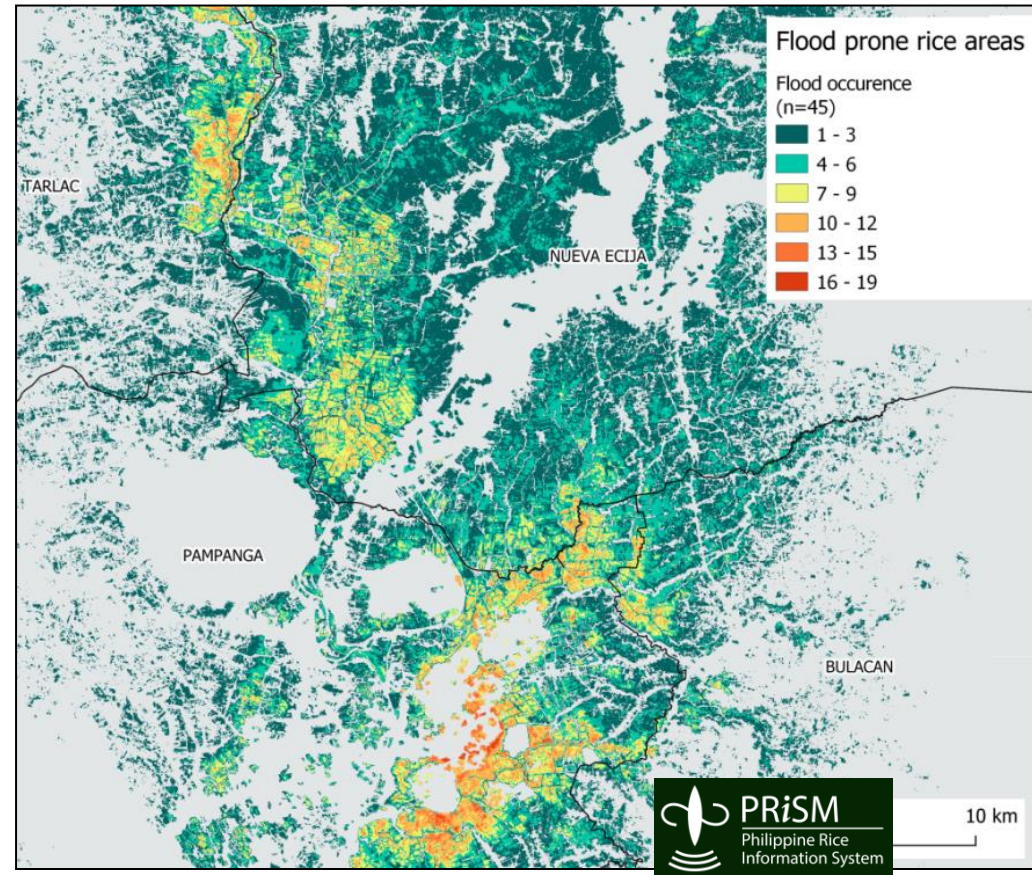 Flood prone rice areas
Flood occurence
(n=45)
1 - 3
4 - 6
7 - 9
10 - 12
13 - 15
16 - 19
TARLAC
NUEVA ECIJA
PAMPANGA
BULACAN
PRiSM
Philippine Rice
Information System
10 km